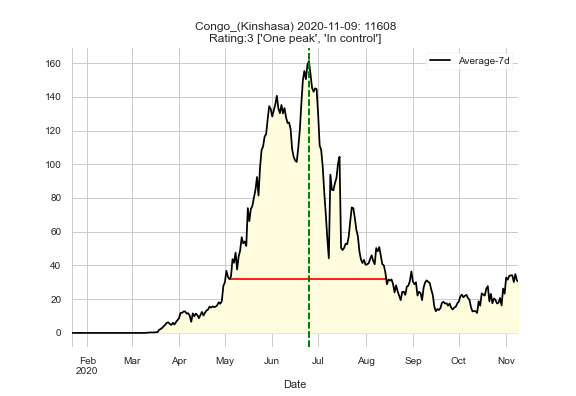 Congo_(Kinshasa) 2020-11-09: 11608
Rating:3 ['One peak', 'In control']
Average-7d
160
140
120
100
80
60
40
20
0
Feb Mar Apr May Jun Jul Aug Sep Oct Nov
2020
Date